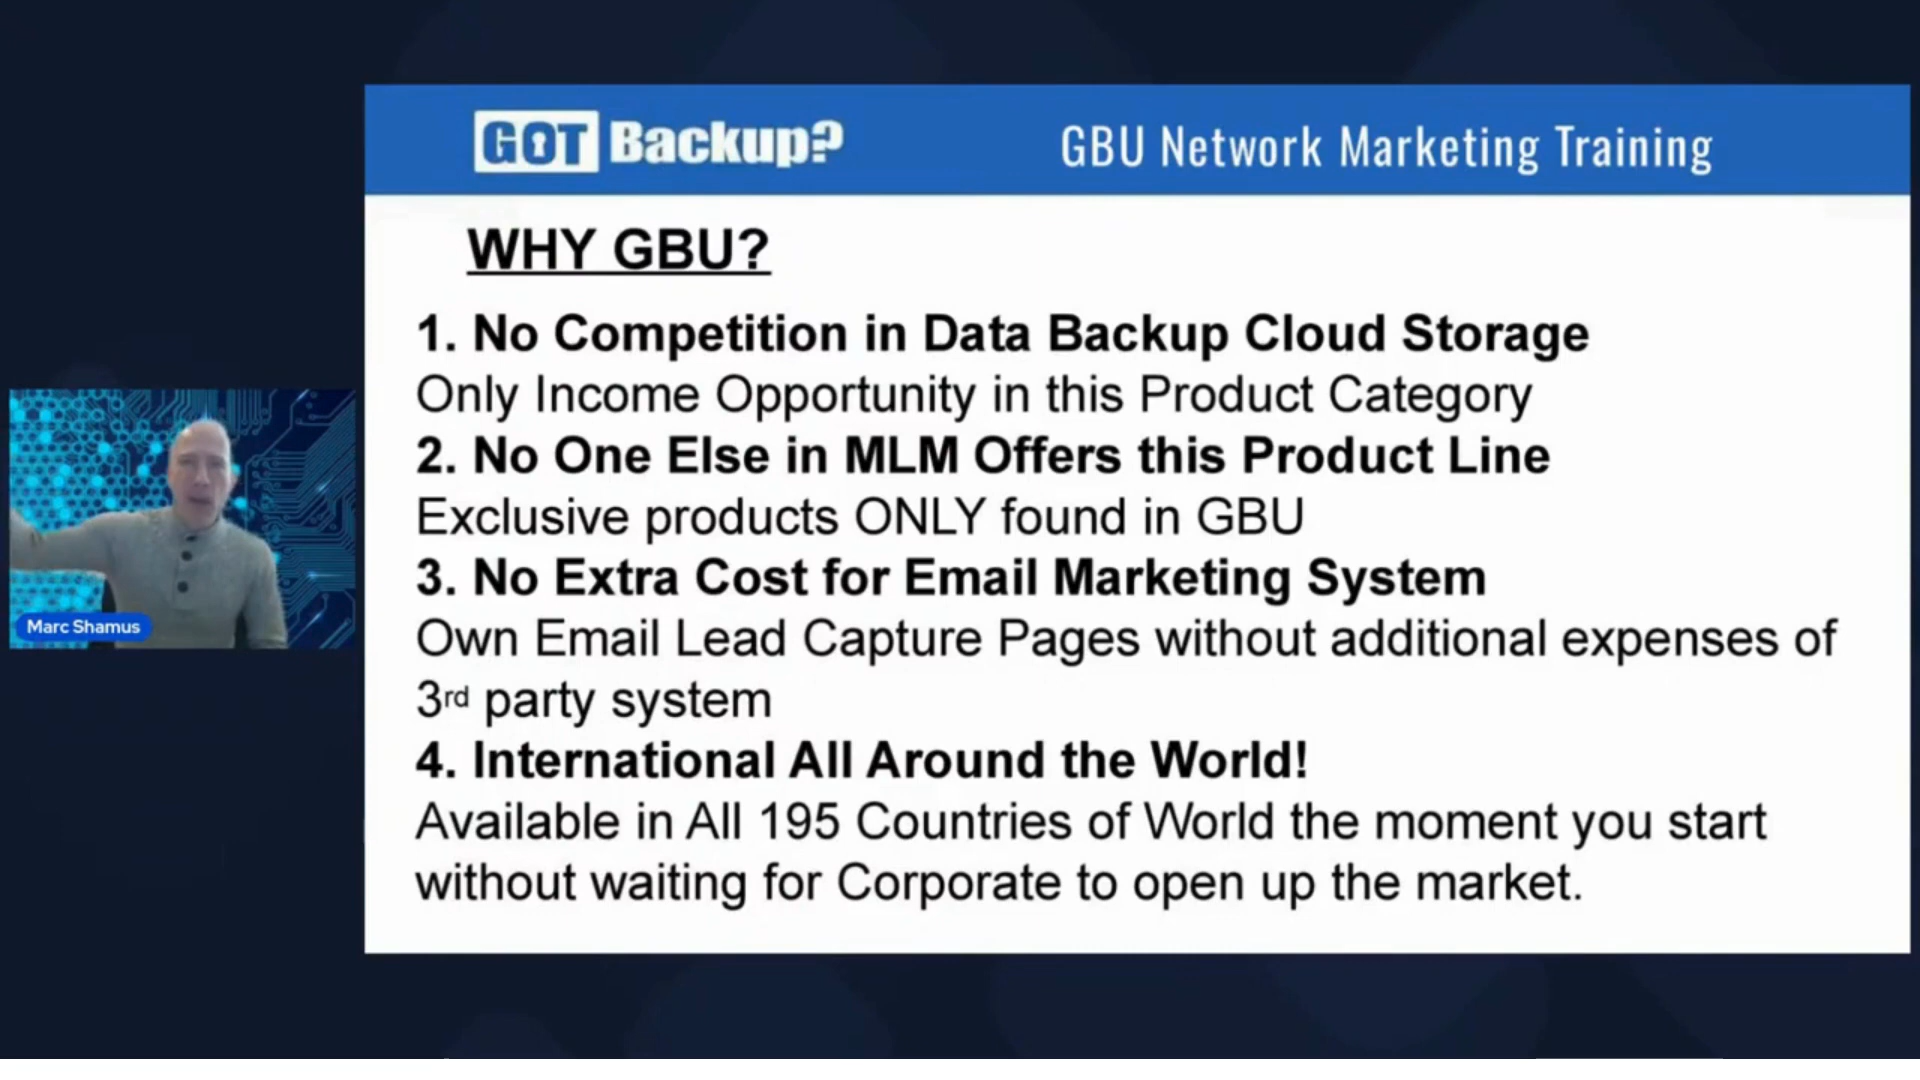 GOT Backup?
GBU Network Marketing Training
WHY GBU?
1. No Competition in Data Backup Cloud Storage
Only Income Opportunity in this Product Category
2. No One Else in MLM Offers this Product Line
Exclusive products ONLY found in GBU
3. No Extra Cost for Email Marketing System
Own Email Lead Capture Pages without additional expenses of
3rd party system
4. International All Around the World!
Available in All 195 Countries of World the moment you start
without waiting for Corporate to open up the market.
Marc Shamus